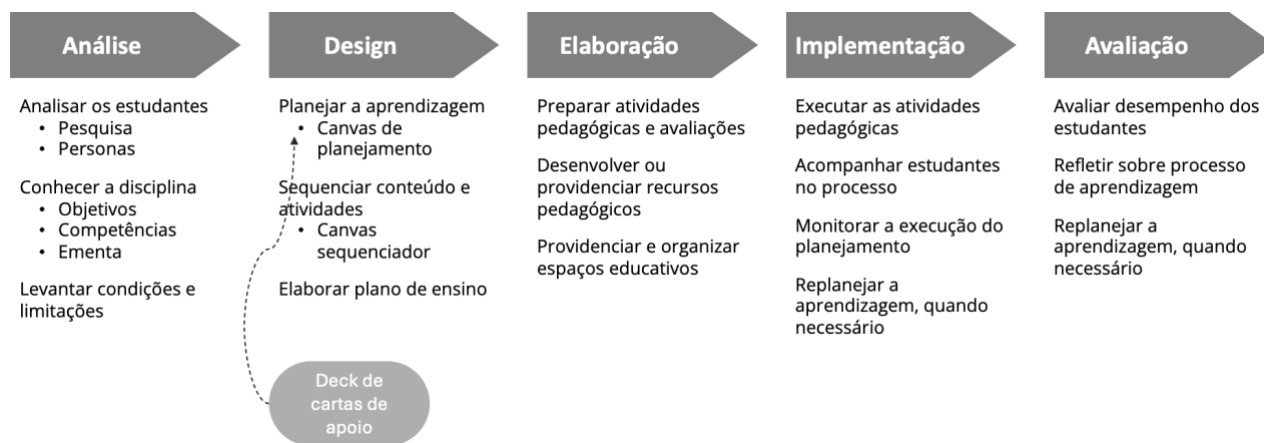 Análise
Analisar os estudantes
• Pesquisa
• Personas
Conhecer a disciplina
• Objetivos
• Competências
• Ementa
Levantar condições e
limitações
Design
Planejar a aprendizagem
• Canvas de
planejamento
Sequenciar conteúdo e
atividades
• Canvas
sequenciador
Elaborar plano de ensino
Deck de
cartas de
apoio
Elaboração
Preparar atividades
pedagógicas e avaliações
Desenvolver ou
providenciar recursos
pedagógicos
Providenciar e organizar
espaços educativos
Implementação
Executar as atividades
pedagógicas
Acompanhar estudantes
no processo
Monitorar a execução do
planejamento
Replanejar a
aprendizagem, quando
necessário
Avaliação
Avaliar desempenho dos
estudantes
Refletir sobre processo
de aprendizagem
Replanejar a
aprendizagem, quando
necessário